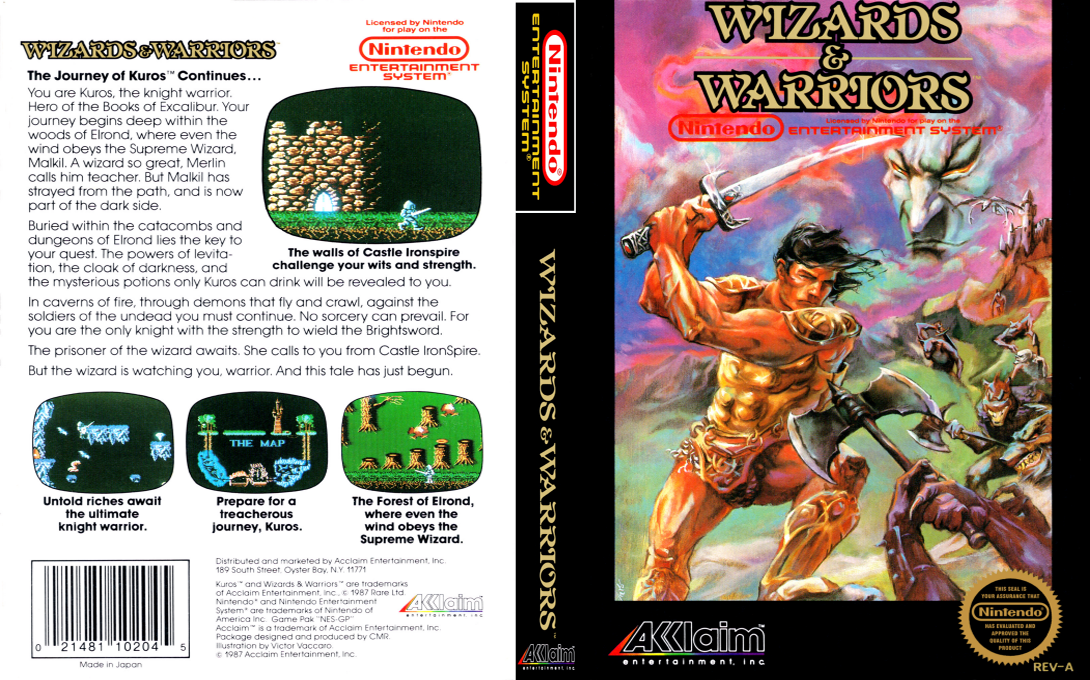 WIZARDS & WARRIORS™
Licensed by Nintendo
for play on the
Nintendo
ENTERTAINMENT
SYSTEM®
The Journey of Kuros™ Continues...
You are Kuros, the knight warrior.
Hero of the Books of Excalibur. Your
journey begins deep within the
woods of Elrond, where even the
wind obeys the Supreme Wizard,
Malkil. A wizard so great, Merlin
calls him teacher. But Malkil has
strayed from the path, and is now
part of the dark side.
Buried within the catacombs and
dungeons of Elrond lies the key to
your quest. The powers of levita-
tion, the cloak of darkness, and
the mysterious potions only Kuros can drink will be revealed to you.
The walls of Castle Ironspire
challenge your wits and strength.
In caverns of fire, through demons that fly and crawl, against the
soldiers of the undead you must continue. No sorcery can prevail. For
you are the only knight with the strength to wield the Brightsword.
The prisoner of the wizard awaits. She calls to you from Castle IronSpire.
But the wizard is watching you, warrior. And this tale has just begun.
THE MAP
Untold riches await
the ultimate
knight warrior.
Prepare for a
treacherous
journey, Kuros.
The Forest of Elrond,
where even the
wind obeys the
Supreme Wizard.
0 21481 10204 5
Made in Japan
Distributed and marketed by Acclaim Entertainment, Inc.
189 South Street, Oyster Bay, N.Y. 11771
Kuros™ and Wizards & Warriors™ are trademarks
of Acclaim Entertainment, Inc., © 1987 Rare Ltd.
Nintendo® and Nintendo Entertainment
System® are trademarks of Nintendo of
America Inc. Game Pak "NES-GP"
Acclaim™ is a trademark of Acclaim Entertainment, Inc.
Package designed and produced by CMR.
Illustration by Victor Vaccaro.
© 1987 Acclaim Entertainment, Inc.
AKKlaim™
entertainment, inc.
Nintendo®
ENTERTAINMENT
SYSTEM®
WIZARDS & WARRIORS™
AKKlaim™
entertainment, inc.
WIZARDS
&
WARRIORS™
Licensed by Nintendo for play on the
Nintendo ENTERTAINMENT SYSTEM®
AKKlaim™
entertainment, inc.
THIS SEAL IS
YOUR ASSURANCE THAT
Nintendo®
HAS EVALUATED AND
APPROVED THE
QUALITY OF THIS
PRODUCT
REV-A